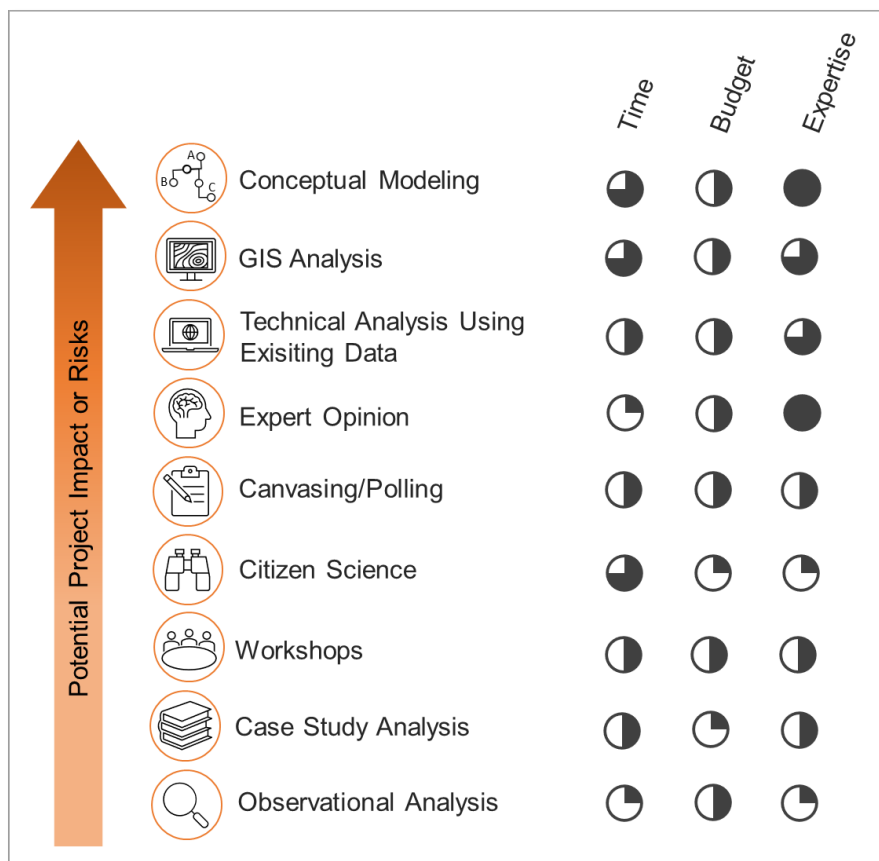 Time
Budget
Expertise
Potential Project Impact or Risks
A
B
C
Conceptual Modeling
GIS Analysis
Technical Analysis Using
Exisiting Data
Expert Opinion
Canvasing/Polling
Citizen Science
Workshops
Case Study Analysis
Observational Analysis